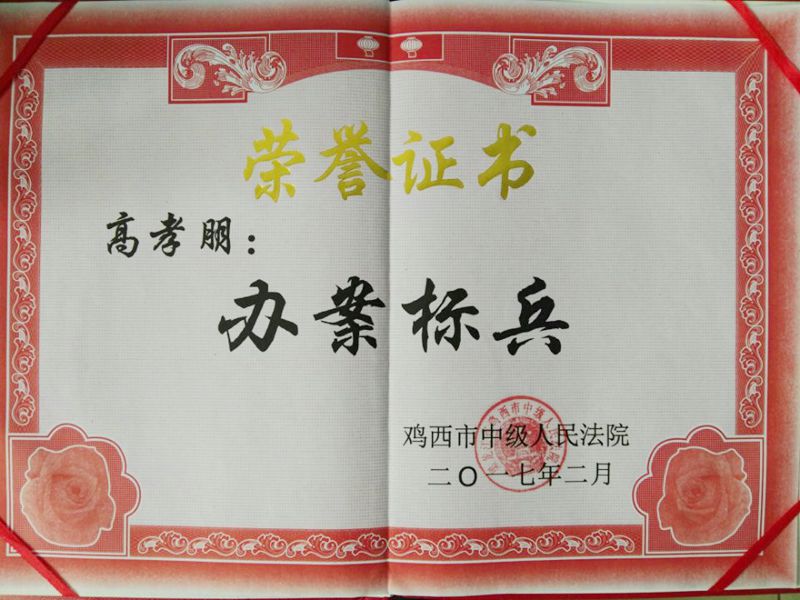 荣誉证书
高孝朋：
办案标兵
鸡西市中级人民法院
二〇一七年二月